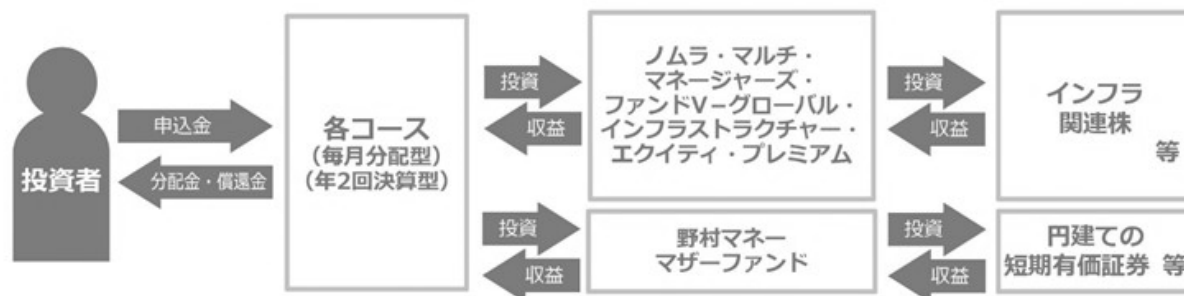 投資者
申込金
分配金・償還金
各コース
(毎月分配型)
(年2回決算型)
投資
収益
ノムラ・マルチ・
マネージャーズ・
ファンドV－グローバル・
インフラストラクチャー・
エクイティ・プレミアム
投資
収益
インフラ
関連株
等
投資
収益
野村マネー
マザーファンド
投資
収益
円建ての
短期有価証券 等